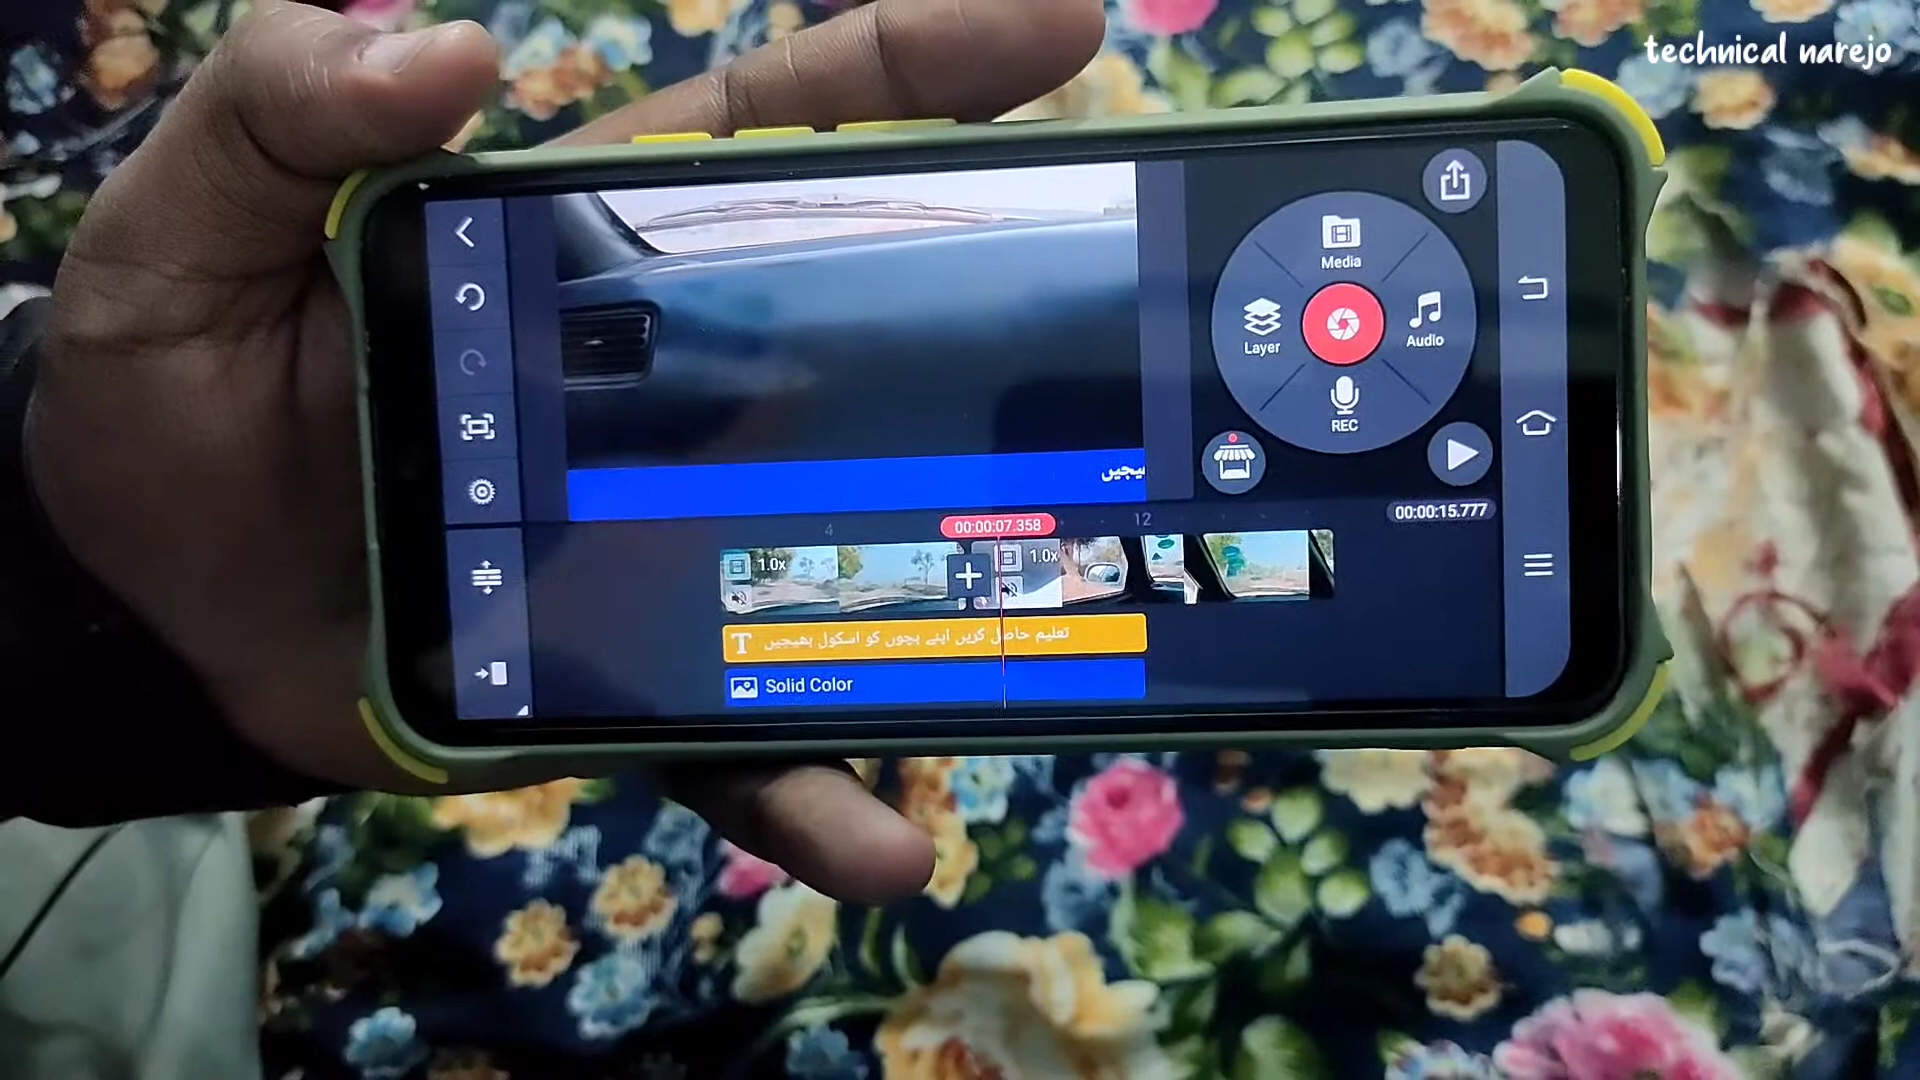 technical narejo
Media
Layer
Audio
REC
بھیجیں
00:00:15.777
4
00:00:07.358
12
1.0x
1.0x
تعلیم حاصل کریں اپنے بچوں کو اسکول بھیجیں
Solid Color